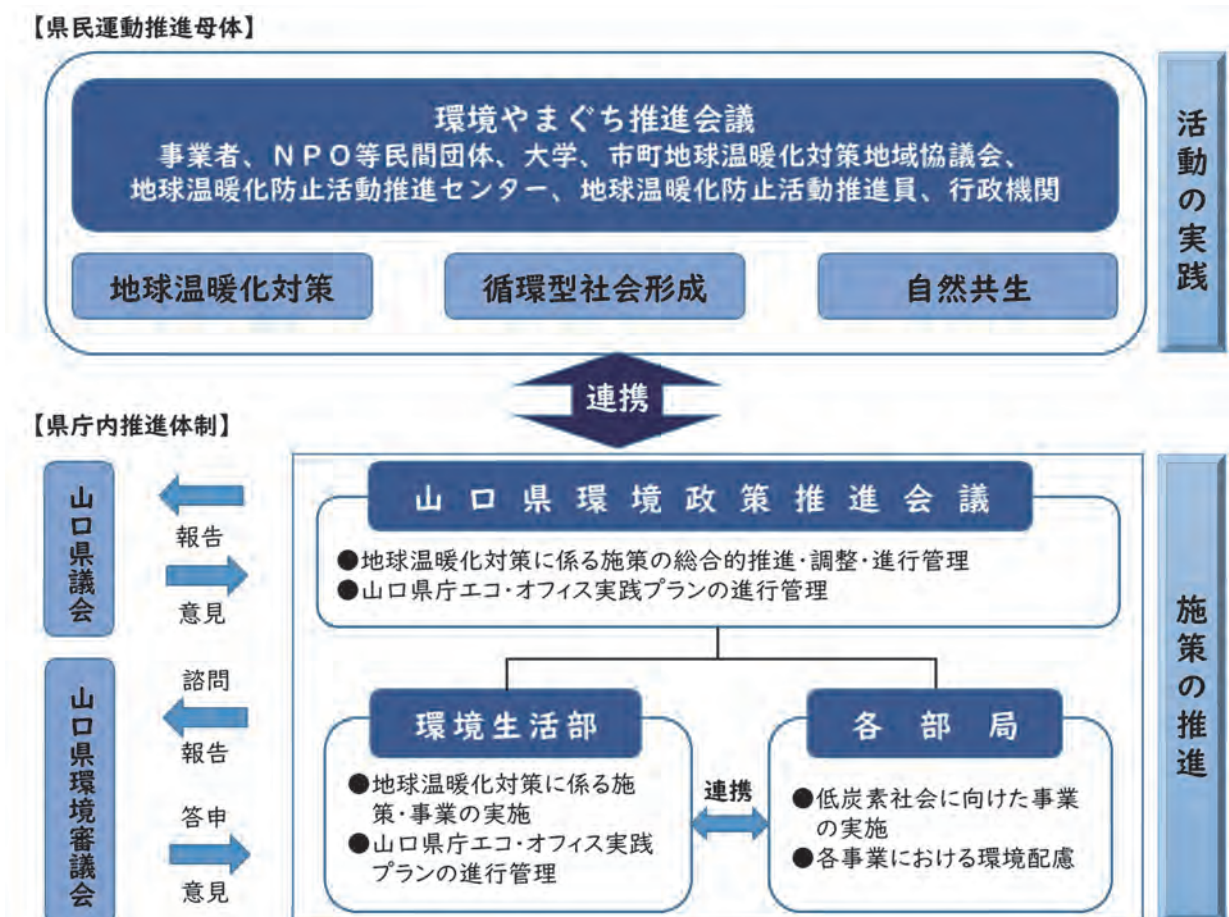 【県民運動推進母体】
環境やまぐち推進会議
事業者、NPO等民間団体、大学、市町地球温暖化対策地域協議会、
地球温暖化防止活動推進センター、地球温暖化防止活動推進員、行政機関
地球温暖化対策
循環型社会形成
自然共生
活動の実践
連携
【県庁内推進体制】
山口県議会
報告
意見
山口県環境審議会
諮問
報告
答申
意見
山口県環境政策推進会議
●地球温暖化対策に係る施策の総合的推進・調整・進行管理
●山口県庁エコ・オフィス実践プランの進行管理
環境生活部
●地球温暖化対策に係る施
策・事業の実施
●山口県庁エコ・オフィス実践
プランの進行管理
連携
各部局
●低炭素社会に向けた事業
の実施
●各事業における環境配慮
施策の推進